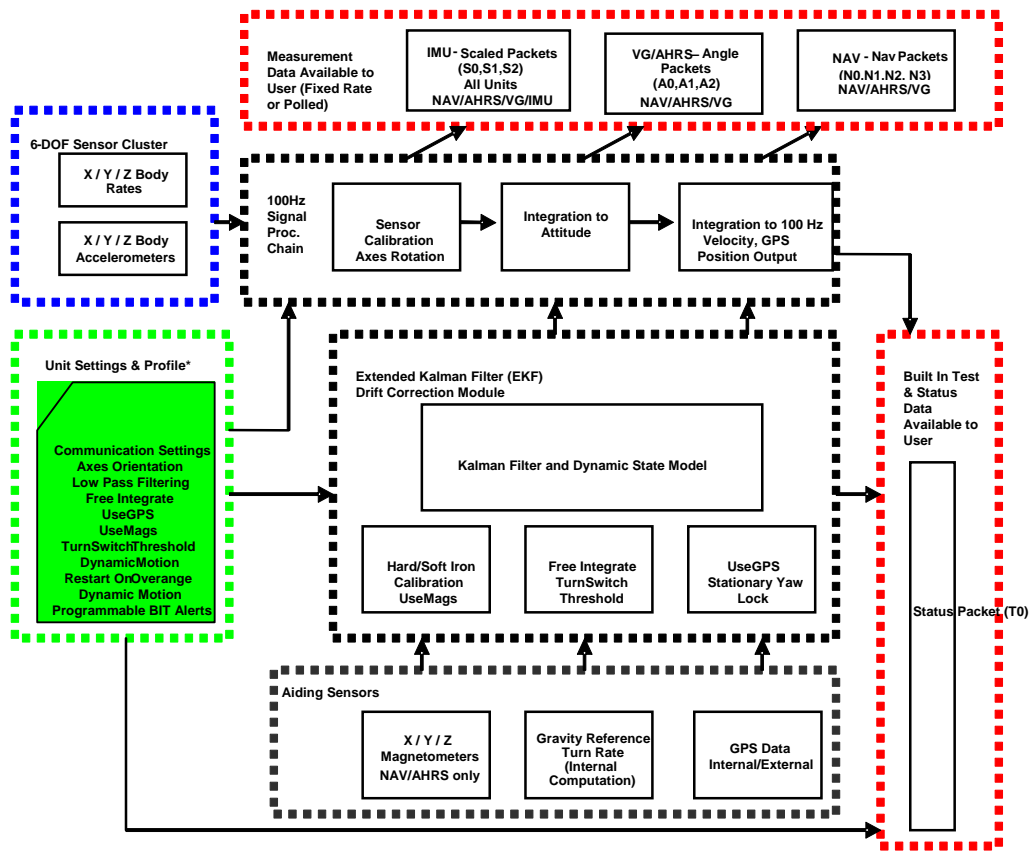 Measurement
Data Available to
User (Fixed Rate
or Polled)
IMU - Scaled Packets
(S0,S1,S2)
All Units
NAV/AHRS/VG/IMU
VG/AHRS – Angle
Packets
(A0,A1,A2)
NAV/AHRS/VG
NAV - Nav Packets
(N0,N1,N2, N3)
NAV/AHRS/VG
6-DOF Sensor Cluster
X / Y / Z Body
Rates
X / Y / Z Body
Accelerometers
100Hz
Signal
Proc.
Chain
Sensor
Calibration
Axes Rotation
Integration to
Attitude
Integration to 100 Hz
Velocity, GPS
Position Output
Unit Settings & Profile*
Communication Settings
Axes Orientation
Low Pass Filtering
Free Integrate
UseGPS
UseMags
TurnSwitchThreshold
DynamicMotion
Restart OnOverange
Dynamic Motion
Programmable BIT Alerts
Extended Kalman Filter (EKF)
Drift Correction Module
Kalman Filter and Dynamic State Model
Hard/Soft Iron
Calibration
UseMags
Free Integrate
TurnSwitch
Threshold
UseGPS
Stationary Yaw
Lock
Built In Test
& Status
Data
Available to
User
Status Packet (T0)
Aiding Sensors
X / Y / Z
Magnetometers
NAV/AHRS only
Gravity Reference
Turn Rate
(Internal
Computation)
GPS Data
Internal/External